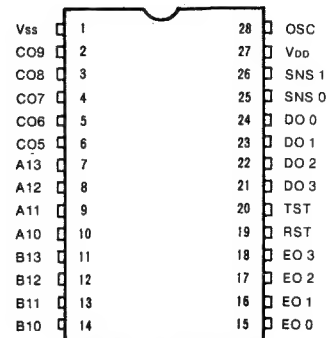 Vss 1 28 OSC
CO9 2 27 VDD
CO8 3 26 SNS 1
CO7 4 25 SNS 0
CO6 5 24 DO 0
CO5 6 23 DO 1
A13 7 22 DO 2
A12 8 21 DO 3
A11 9 20 TST
A10 10 19 RST
B13 11 18 EO 3
B12 12 17 EO 2
B11 13 16 EO 1
B10 14 15 EO 0